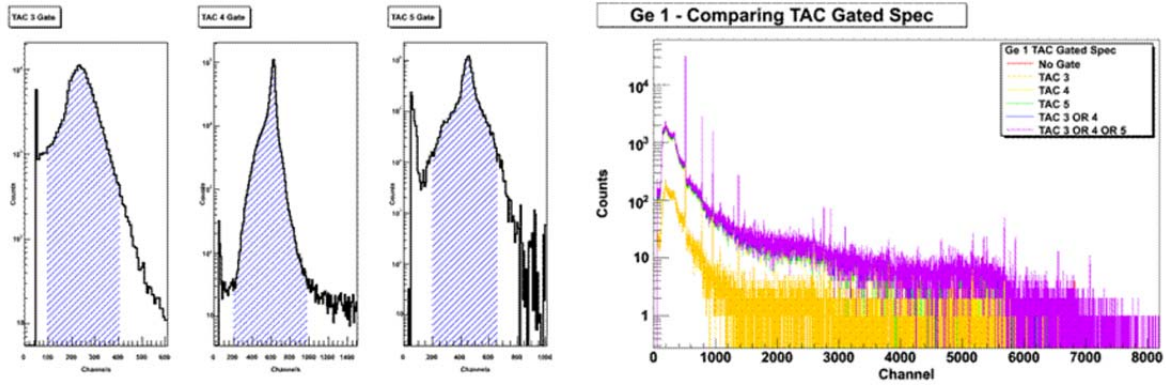 TAC 3 Gate
Counts
0 100 200 300 400 500 600
Channels
TAC 4 Gate
Counts
0 200 400 600 800 1000 1200 1400
Channels
TAC 5 Gate
Counts
0 200 400 600 800 1000
Channels
Ge 1 - Comparing TAC Gated Spec
Ge 1 TAC Gated Spec
No Gate
TAC 3
TAC 4
TAC 5
TAC 3 OR 4
TAC 3 OR 4 OR 5
Counts
10⁴
10³
10²
10
1
0 1000 2000 3000 4000 5000 6000 7000 8000
Channel